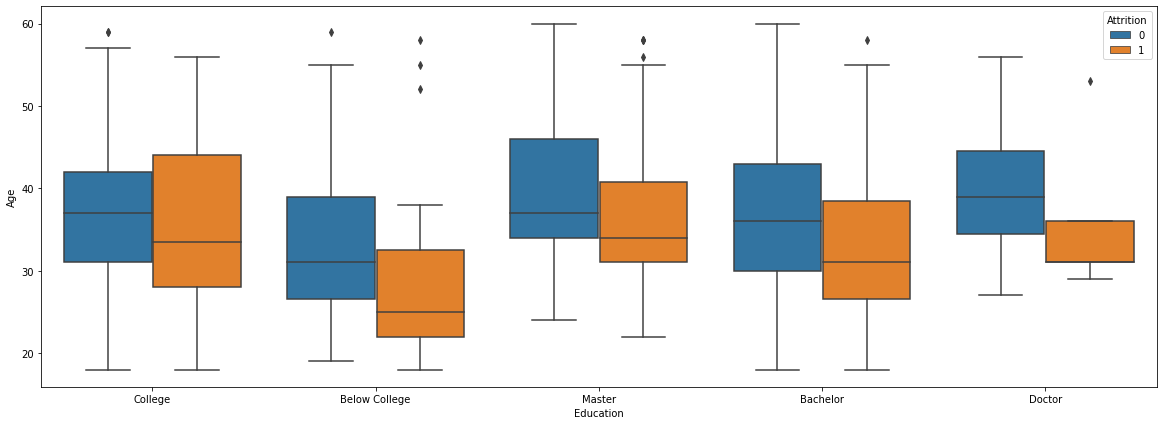 Attrition
0
1
60
50
40
30
20
Age
College
Below College
Master
Bachelor
Doctor
Education